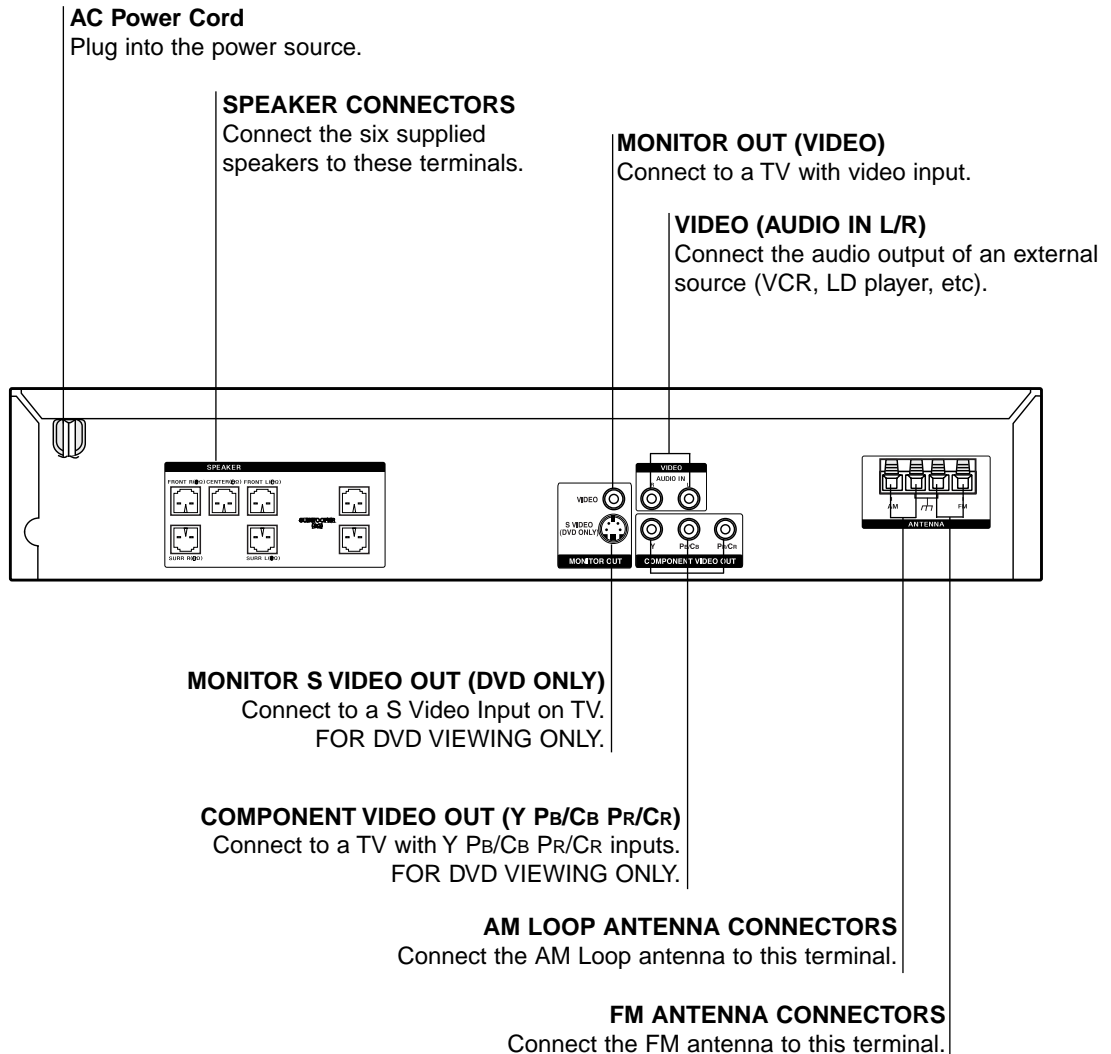 AC Power Cord
Plug into the power source.
SPEAKER CONNECTORS
Connect the six supplied
speakers to these terminals.
MONITOR OUT (VIDEO)
Connect to a TV with video input.
VIDEO (AUDIO IN L/R)
Connect the audio output of an external
source (VCR, LD player, etc).
SPEAKER
FRONT R CENTER FRONT L
SURR R SURR L
VIDEO
S VIDEO
(DVD ONLY)
MONITOR OUT
VIDEO
AUDIO IN
Y PB/CB PR/CR
COMPONENT VIDEO OUT
AM FM
ANTENNA
MONITOR S VIDEO OUT (DVD ONLY)
Connect to a S Video Input on TV.
FOR DVD VIEWING ONLY.
COMPONENT VIDEO OUT (Y PB/CB PR/CR)
Connect to a TV with Y PB/CB PR/CR inputs.
FOR DVD VIEWING ONLY.
AM LOOP ANTENNA CONNECTORS
Connect the AM Loop antenna to this terminal.
FM ANTENNA CONNECTORS
Connect the FM antenna to this terminal.